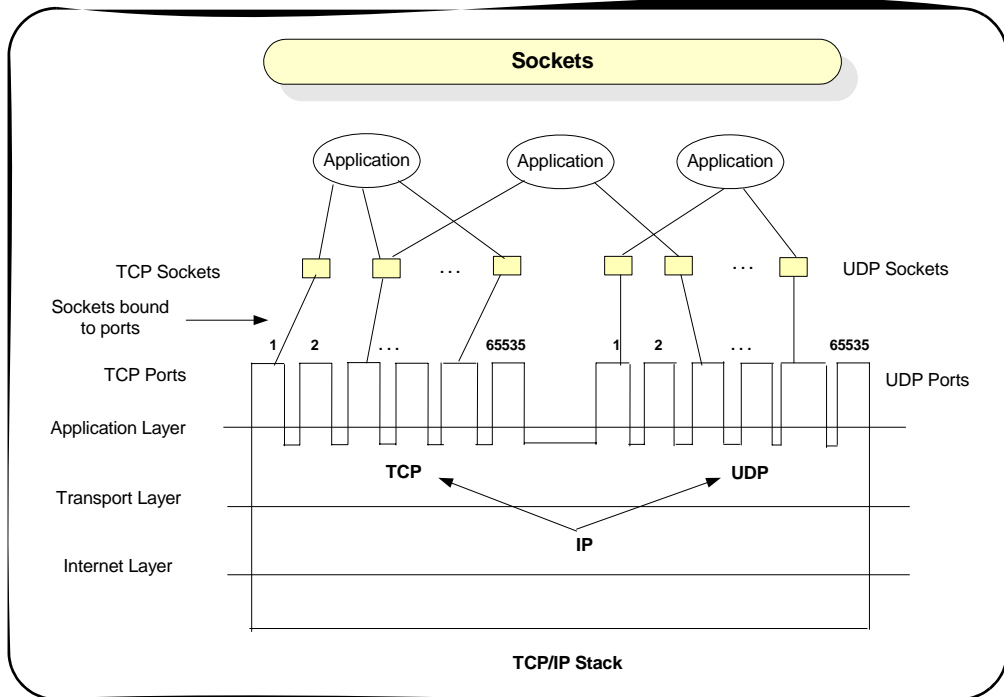 Sockets
Application
Application
Application
TCP Sockets
. . .
. . .
UDP Sockets
Sockets bound
to ports
1
2
. . .
65535
1
2
. . .
65535
TCP Ports
UDP Ports
Application Layer
TCP
UDP
Transport Layer
IP
Internet Layer
TCP/IP Stack